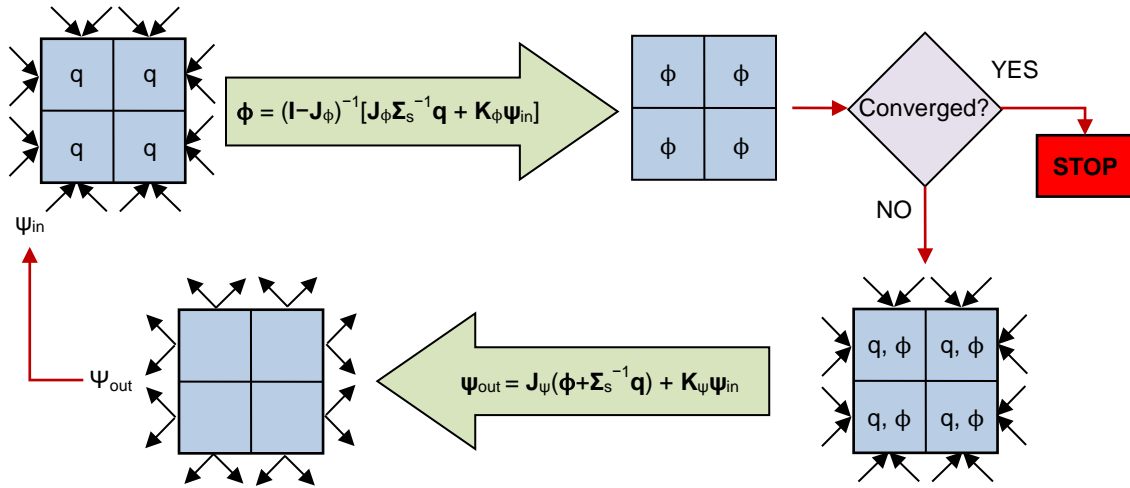 q q
q q
ϕ = (I−J_ϕ)⁻¹[J_ϕΣ_s⁻¹q + K_ϕψ_in]
ϕ ϕ
ϕ ϕ
Converged?
YES
STOP
NO
ψ_in
Ψ_out
ψ_out = J_ψ(ϕ+Σ_s⁻¹q) + K_ψψ_in
q, ϕ q, ϕ
q, ϕ q, ϕ